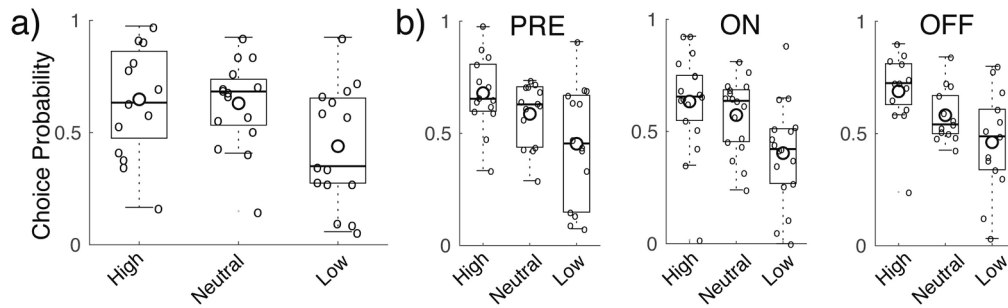 a)
Choice Probability
1
0.5
0
High
Neutral
Low
b)
PRE
1
0.5
0
High
Neutral
Low
ON
1
0.5
0
High
Neutral
Low
OFF
1
0.5
0
High
Neutral
Low